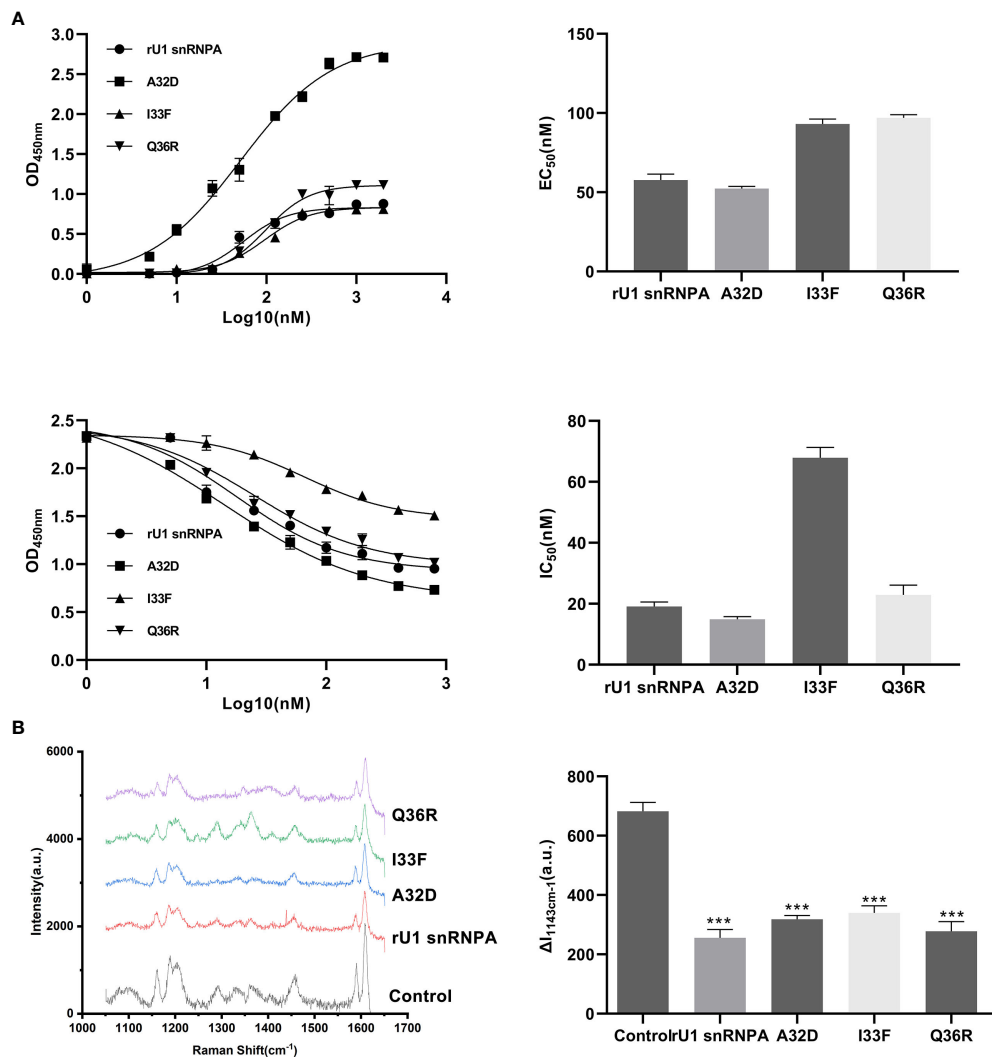 A
OD450nm
3.0
2.5
2.0
1.5
1.0
0.5
0.0
rU1 snRNPA
A32D
I33F
Q36R
0 1 2 3 4
Log10(nM)
EC50(nM)
150
100
50
0
rU1 snRNPA A32D I33F Q36R
OD450nm
2.5
2.0
1.5
1.0
0.5
0.0
rU1 snRNPA
A32D
I33F
Q36R
0 1 2 3
Log10(nM)
IC50(nM)
80
60
40
20
0
rU1 snRNPA A32D I33F Q36R
B
Intensity(a.u.)
6000
4000
2000
0
Q36R
I33F
A32D
rU1 snRNPA
Control
1000 1100 1200 1300 1400 1500 1600 1700
Raman Shift(cm-1)
ΔI1143cm-1(a.u.)
800
600
400
200
0
*** *** *** ***
Control rU1 snRNPA A32D I33F Q36R